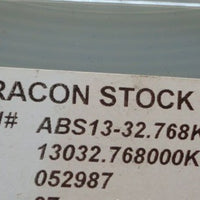 RACON STOCK
# ABS13-32.768K
13032.768000K
052987